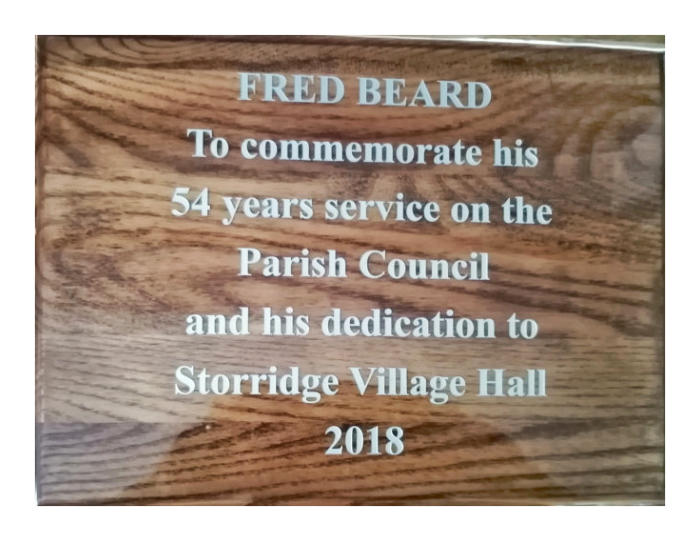 FRED BEARD
To commemorate his
54 years service on the
Parish Council
and his dedication to
Storridge Village Hall
2018